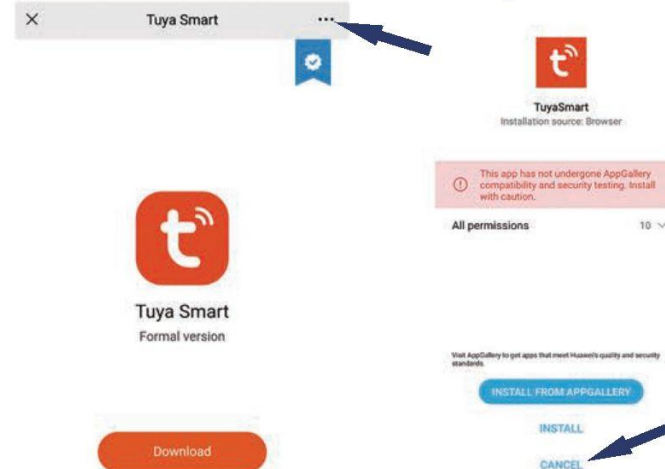 Tuya Smart
Tuya Smart
Formal version
Download
TuyaSmart
Installation source: Browser
This app has not undergone AppGallery
compatibility and security testing. Install
with caution.
All permissions 10
Visit AppGallery to get apps that meet Huawei's quality and security
standards.
INSTALL FROM APPGALLERY
INSTALL
CANCEL